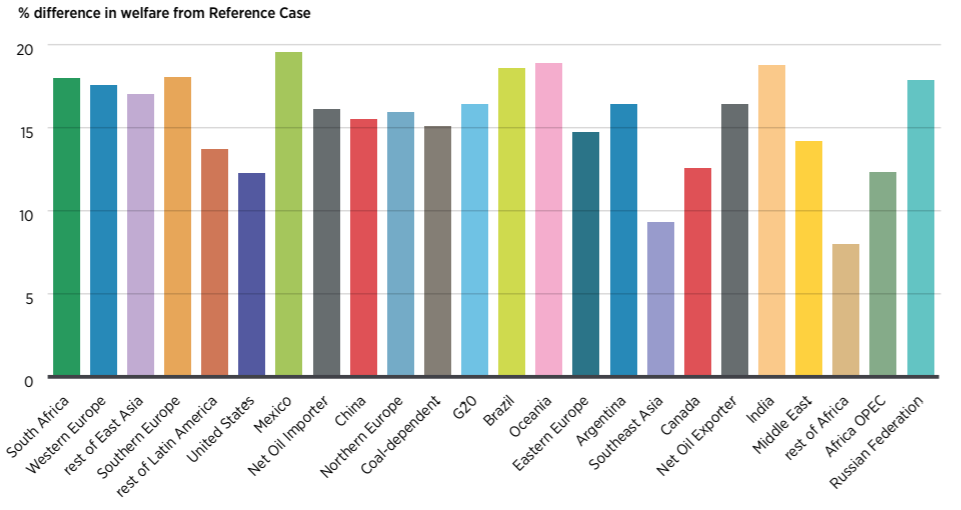 % difference in welfare from Reference Case
20
15
10
5
0
South Africa
Western Europe
rest of East Asia
Southern Europe
rest of Latin America
United States
Mexico
Net Oil Importer
China
Northern Europe
Coal-dependent
G20
Brazil
Oceania
Eastern Europe
Argentina
Southeast Asia
Canada
Net Oil Exporter
India
Middle East
rest of Africa
Africa OPEC
Russian Federation